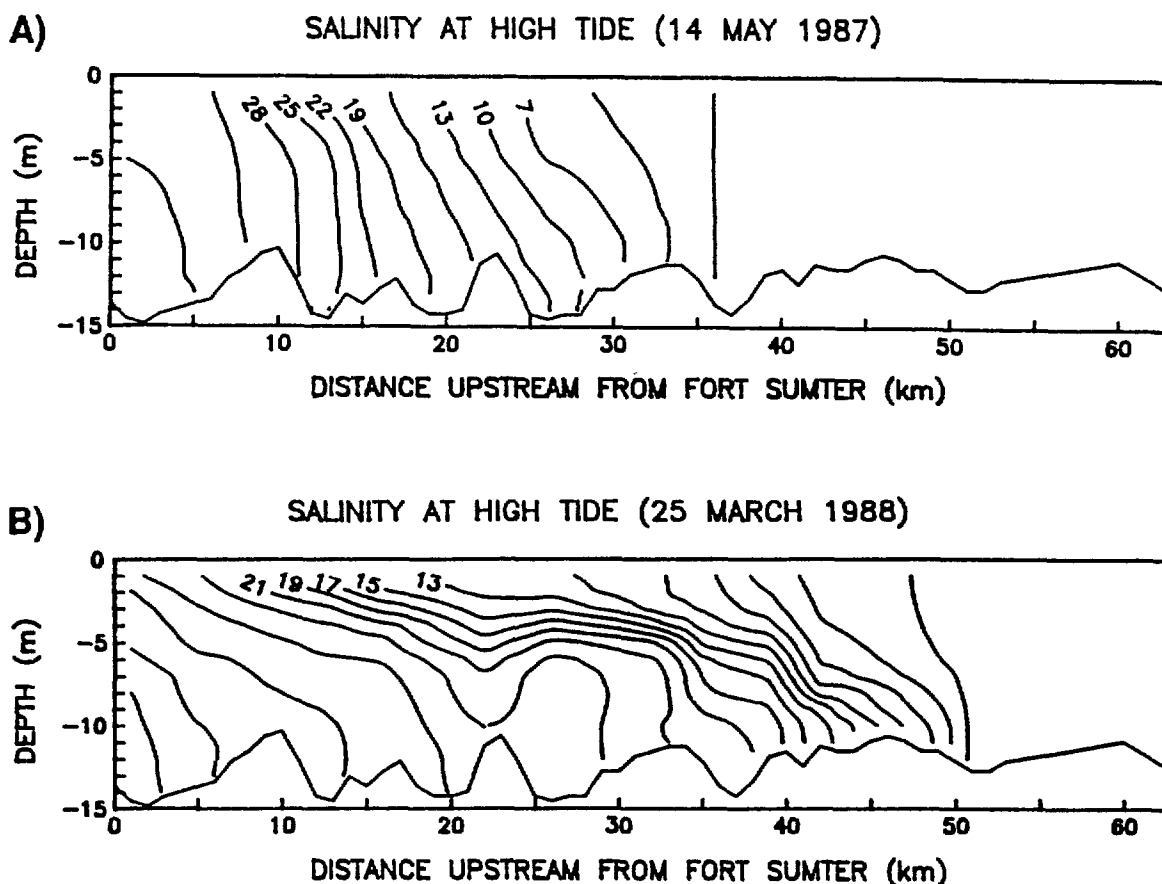 A)
SALINITY AT HIGH TIDE (14 MAY 1987)
0
-5
-10
-15
DEPTH (m)
28 25 22 19 13 10 7
0 10 20 30 40 50 60
DISTANCE UPSTREAM FROM FORT SUMTER (km)
B)
SALINITY AT HIGH TIDE (25 MARCH 1988)
0
-5
-10
-15
DEPTH (m)
21 19 17 15 13
0 10 20 30 40 50 60
DISTANCE UPSTREAM FROM FORT SUMTER (km)